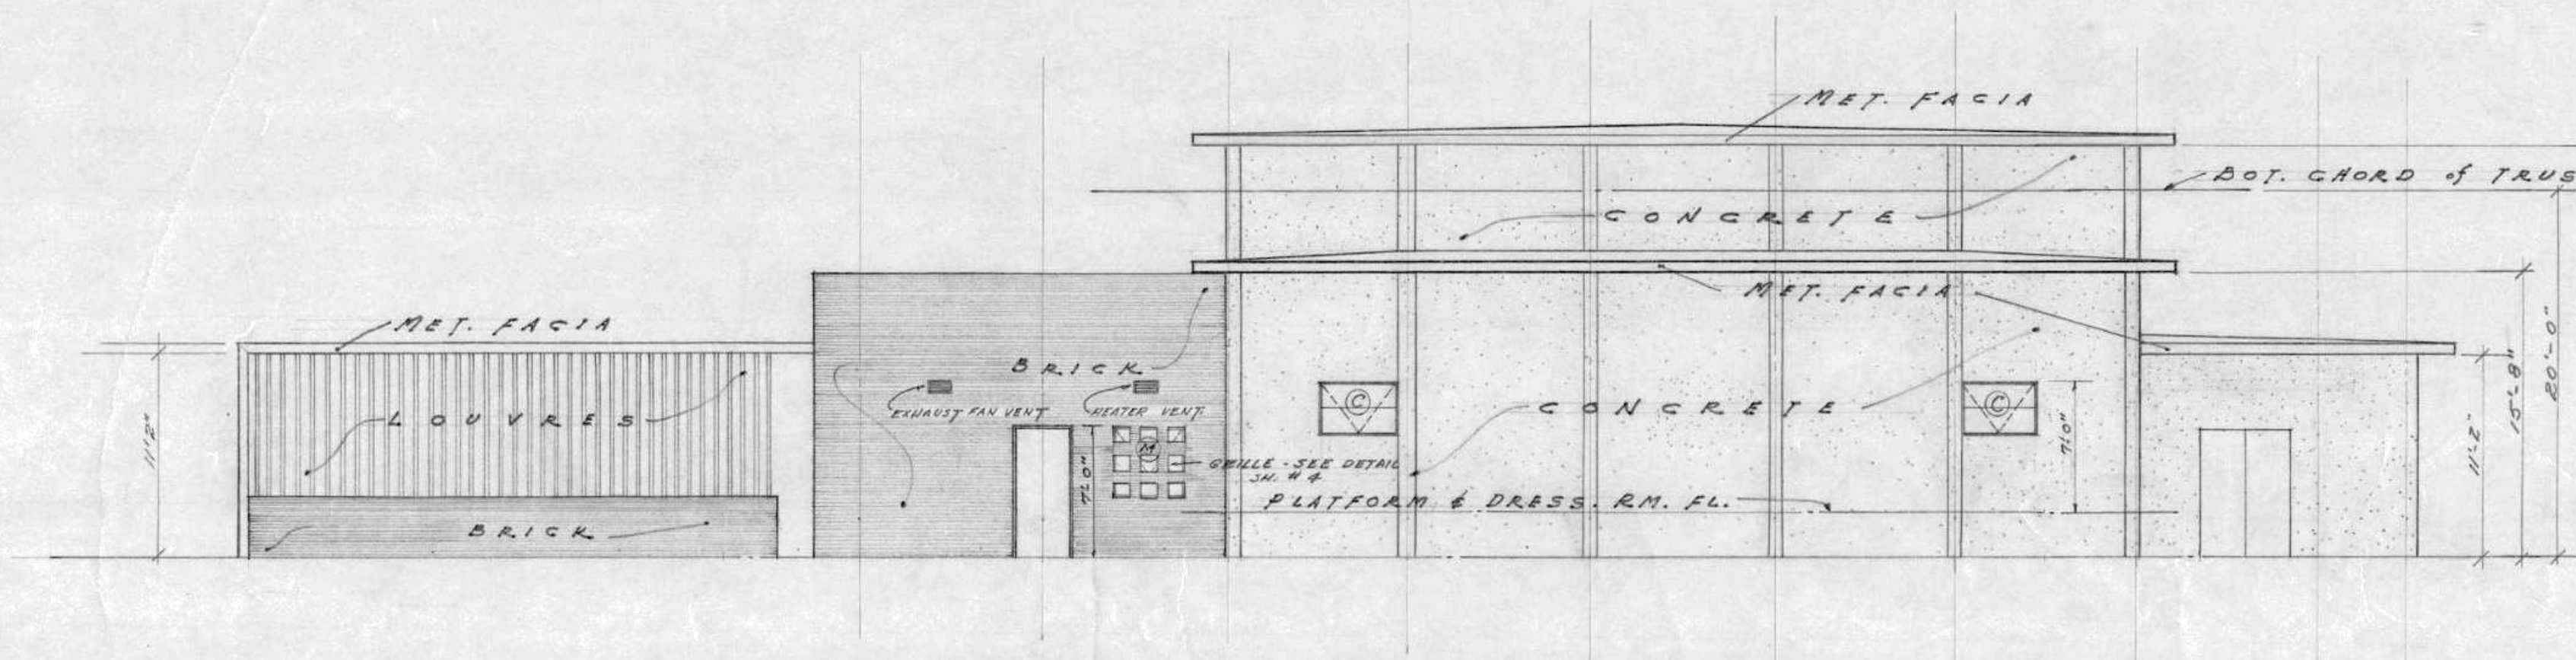 MET. FACIA
BOT. CHORD of TRUS
CONCRETE
MET. FACIA
MET. FACIA
BRICK
EXHAUST FAN VENT
HEATER VENT.
LOUVRES
C
CONCRETE
C
M
GRILLE - SEE DETAIL
SH. # 4
PLATFORM & DRESS. RM. FL.
BRICK
11'2"
7'-0"
7'-0"
11'-2"
15'-8"
20'-0"